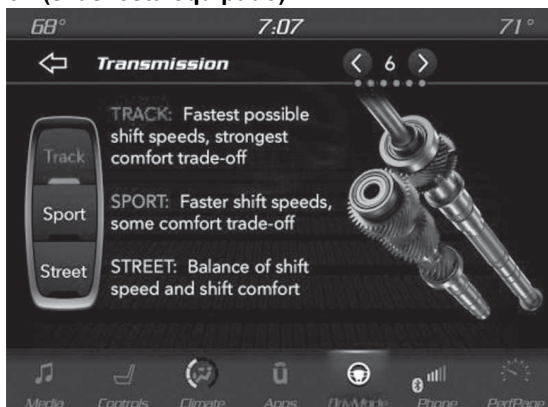 68° 7:07 71°
Transmission 6
TRACK: Fastest possible
shift speeds, strongest
comfort trade-off
Track
SPORT: Faster shift speeds,
some comfort trade-off
Sport
STREET: Balance of shift
speed and shift comfort
Street
Media Controls Climate Apps DrivMode Phone PerfPage